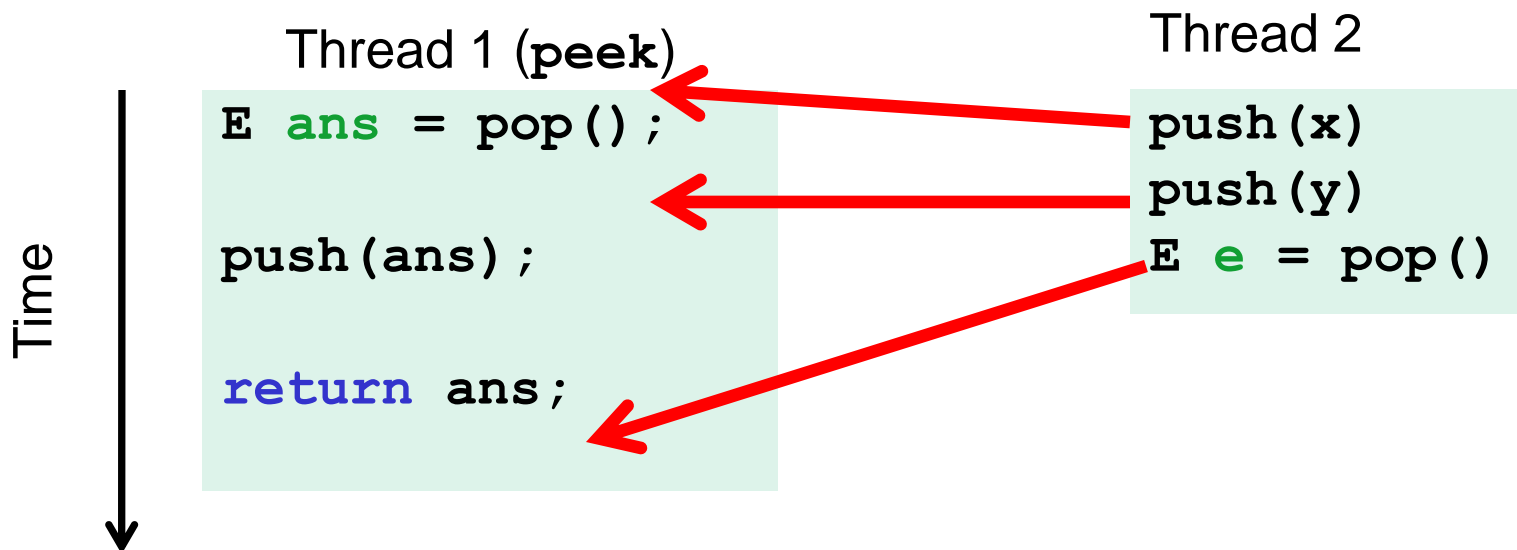 Thread 1 (peek)
E ans = pop();
push(ans);
return ans;
Thread 2
push(x)
push(y)
E e = pop()
Time